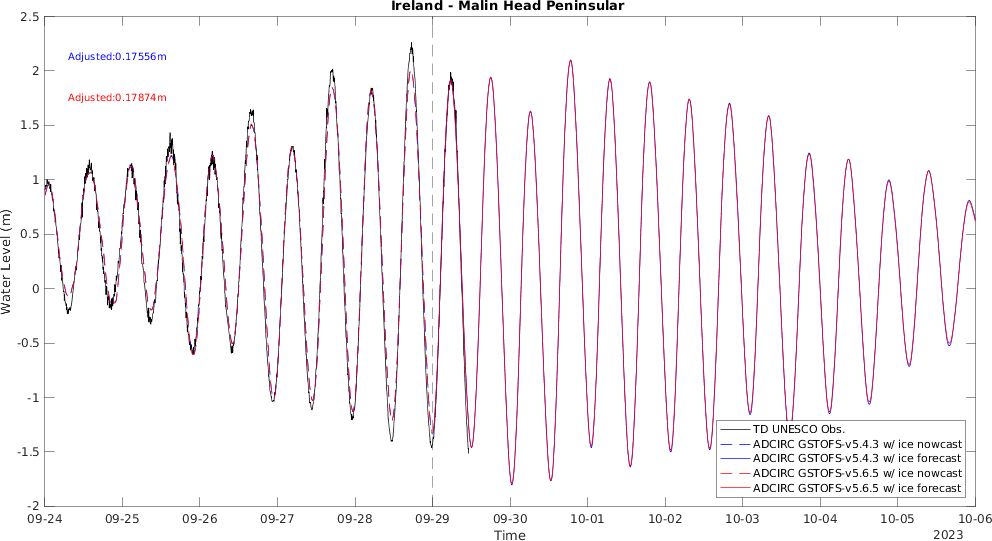 Ireland - Malin Head Peninsular
Adjusted:0.17556m
Adjusted:0.17874m
Water Level (m)
2.5
2
1.5
1
0.5
0
-0.5
-1
-1.5
-2
TD UNESCO Obs.
ADCIRC GSTOFS-v5.4.3 w/ ice nowcast
ADCIRC GSTOFS-v5.4.3 w/ ice forecast
ADCIRC GSTOFS-v5.6.5 w/ ice nowcast
ADCIRC GSTOFS-v5.6.5 w/ ice forecast
09-24 09-25 09-26 09-27 09-28 09-29 09-30 10-01 10-02 10-03 10-04 10-05 10-06
Time
2023